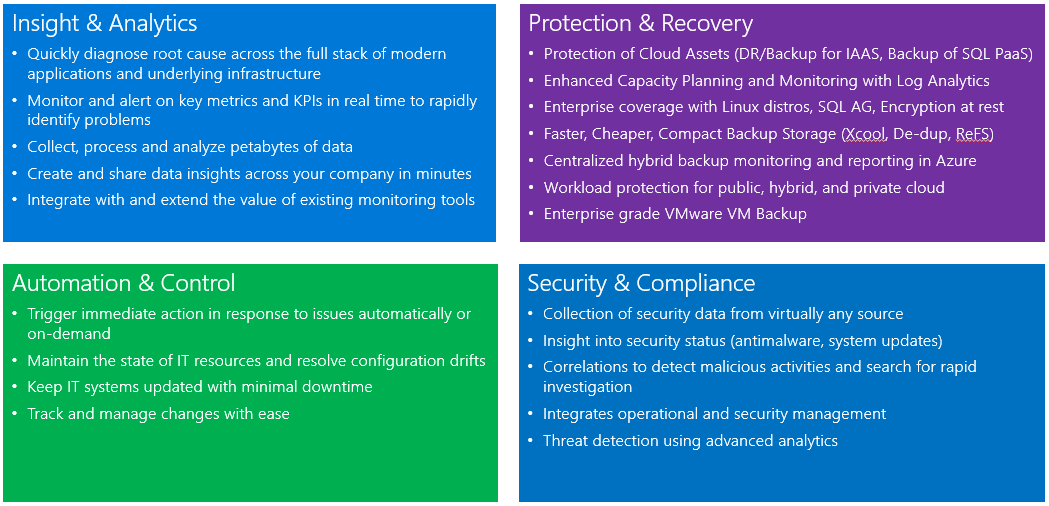 Insight & Analytics
• Quickly diagnose root cause across the full stack of modern
applications and underlying infrastructure
• Monitor and alert on key metrics and KPIs in real time to rapidly
identify problems
• Collect, process and analyze petabytes of data
• Create and share data insights across your company in minutes
• Integrate with and extend the value of existing monitoring tools
Protection & Recovery
• Protection of Cloud Assets (DR/Backup for IAAS, Backup of SQL PaaS)
• Enhanced Capacity Planning and Monitoring with Log Analytics
• Enterprise coverage with Linux distros, SQL AG, Encryption at rest
• Faster, Cheaper, Compact Backup Storage (Xcool, De-dup, ReFS)
• Centralized hybrid backup monitoring and reporting in Azure
• Workload protection for public, hybrid, and private cloud
• Enterprise grade VMware VM Backup
Automation & Control
• Trigger immediate action in response to issues automatically or
on-demand
• Maintain the state of IT resources and resolve configuration drifts
• Keep IT systems updated with minimal downtime
• Track and manage changes with ease
Security & Compliance
• Collection of security data from virtually any source
• Insight into security status (antimalware, system updates)
• Correlations to detect malicious activities and search for rapid
investigation
• Integrates operational and security management
• Threat detection using advanced analytics